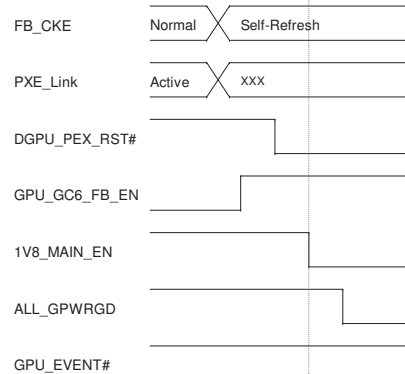 FB_CKE Normal Self-Refresh
PXE_Link Active XXX
DGPU_PEX_RST#
GPU_GC6_FB_EN
1V8_MAIN_EN
ALL_GPWRGD
GPU_EVENT#